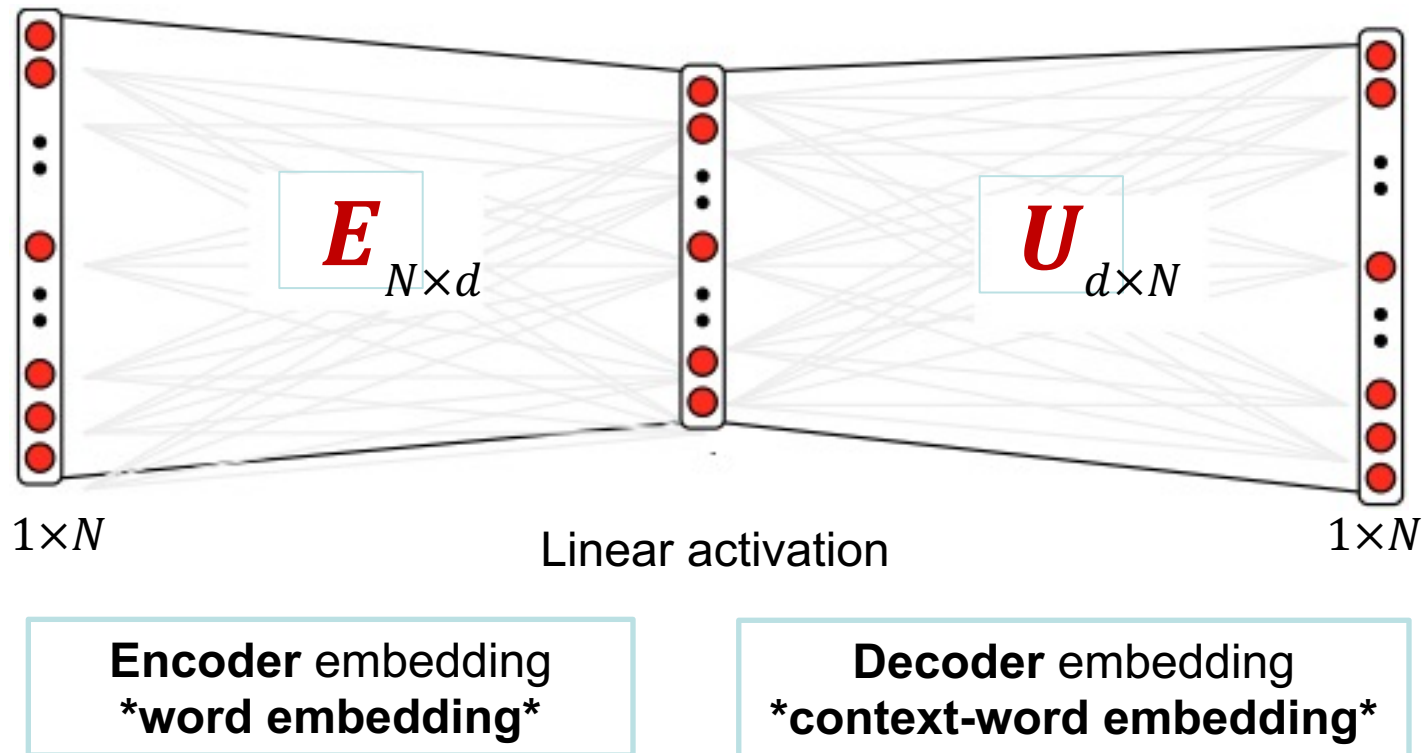 E N×d
U d×N
1×N
Linear activation
1×N
Encoder embedding
*word embedding*
Decoder embedding
*context-word embedding*